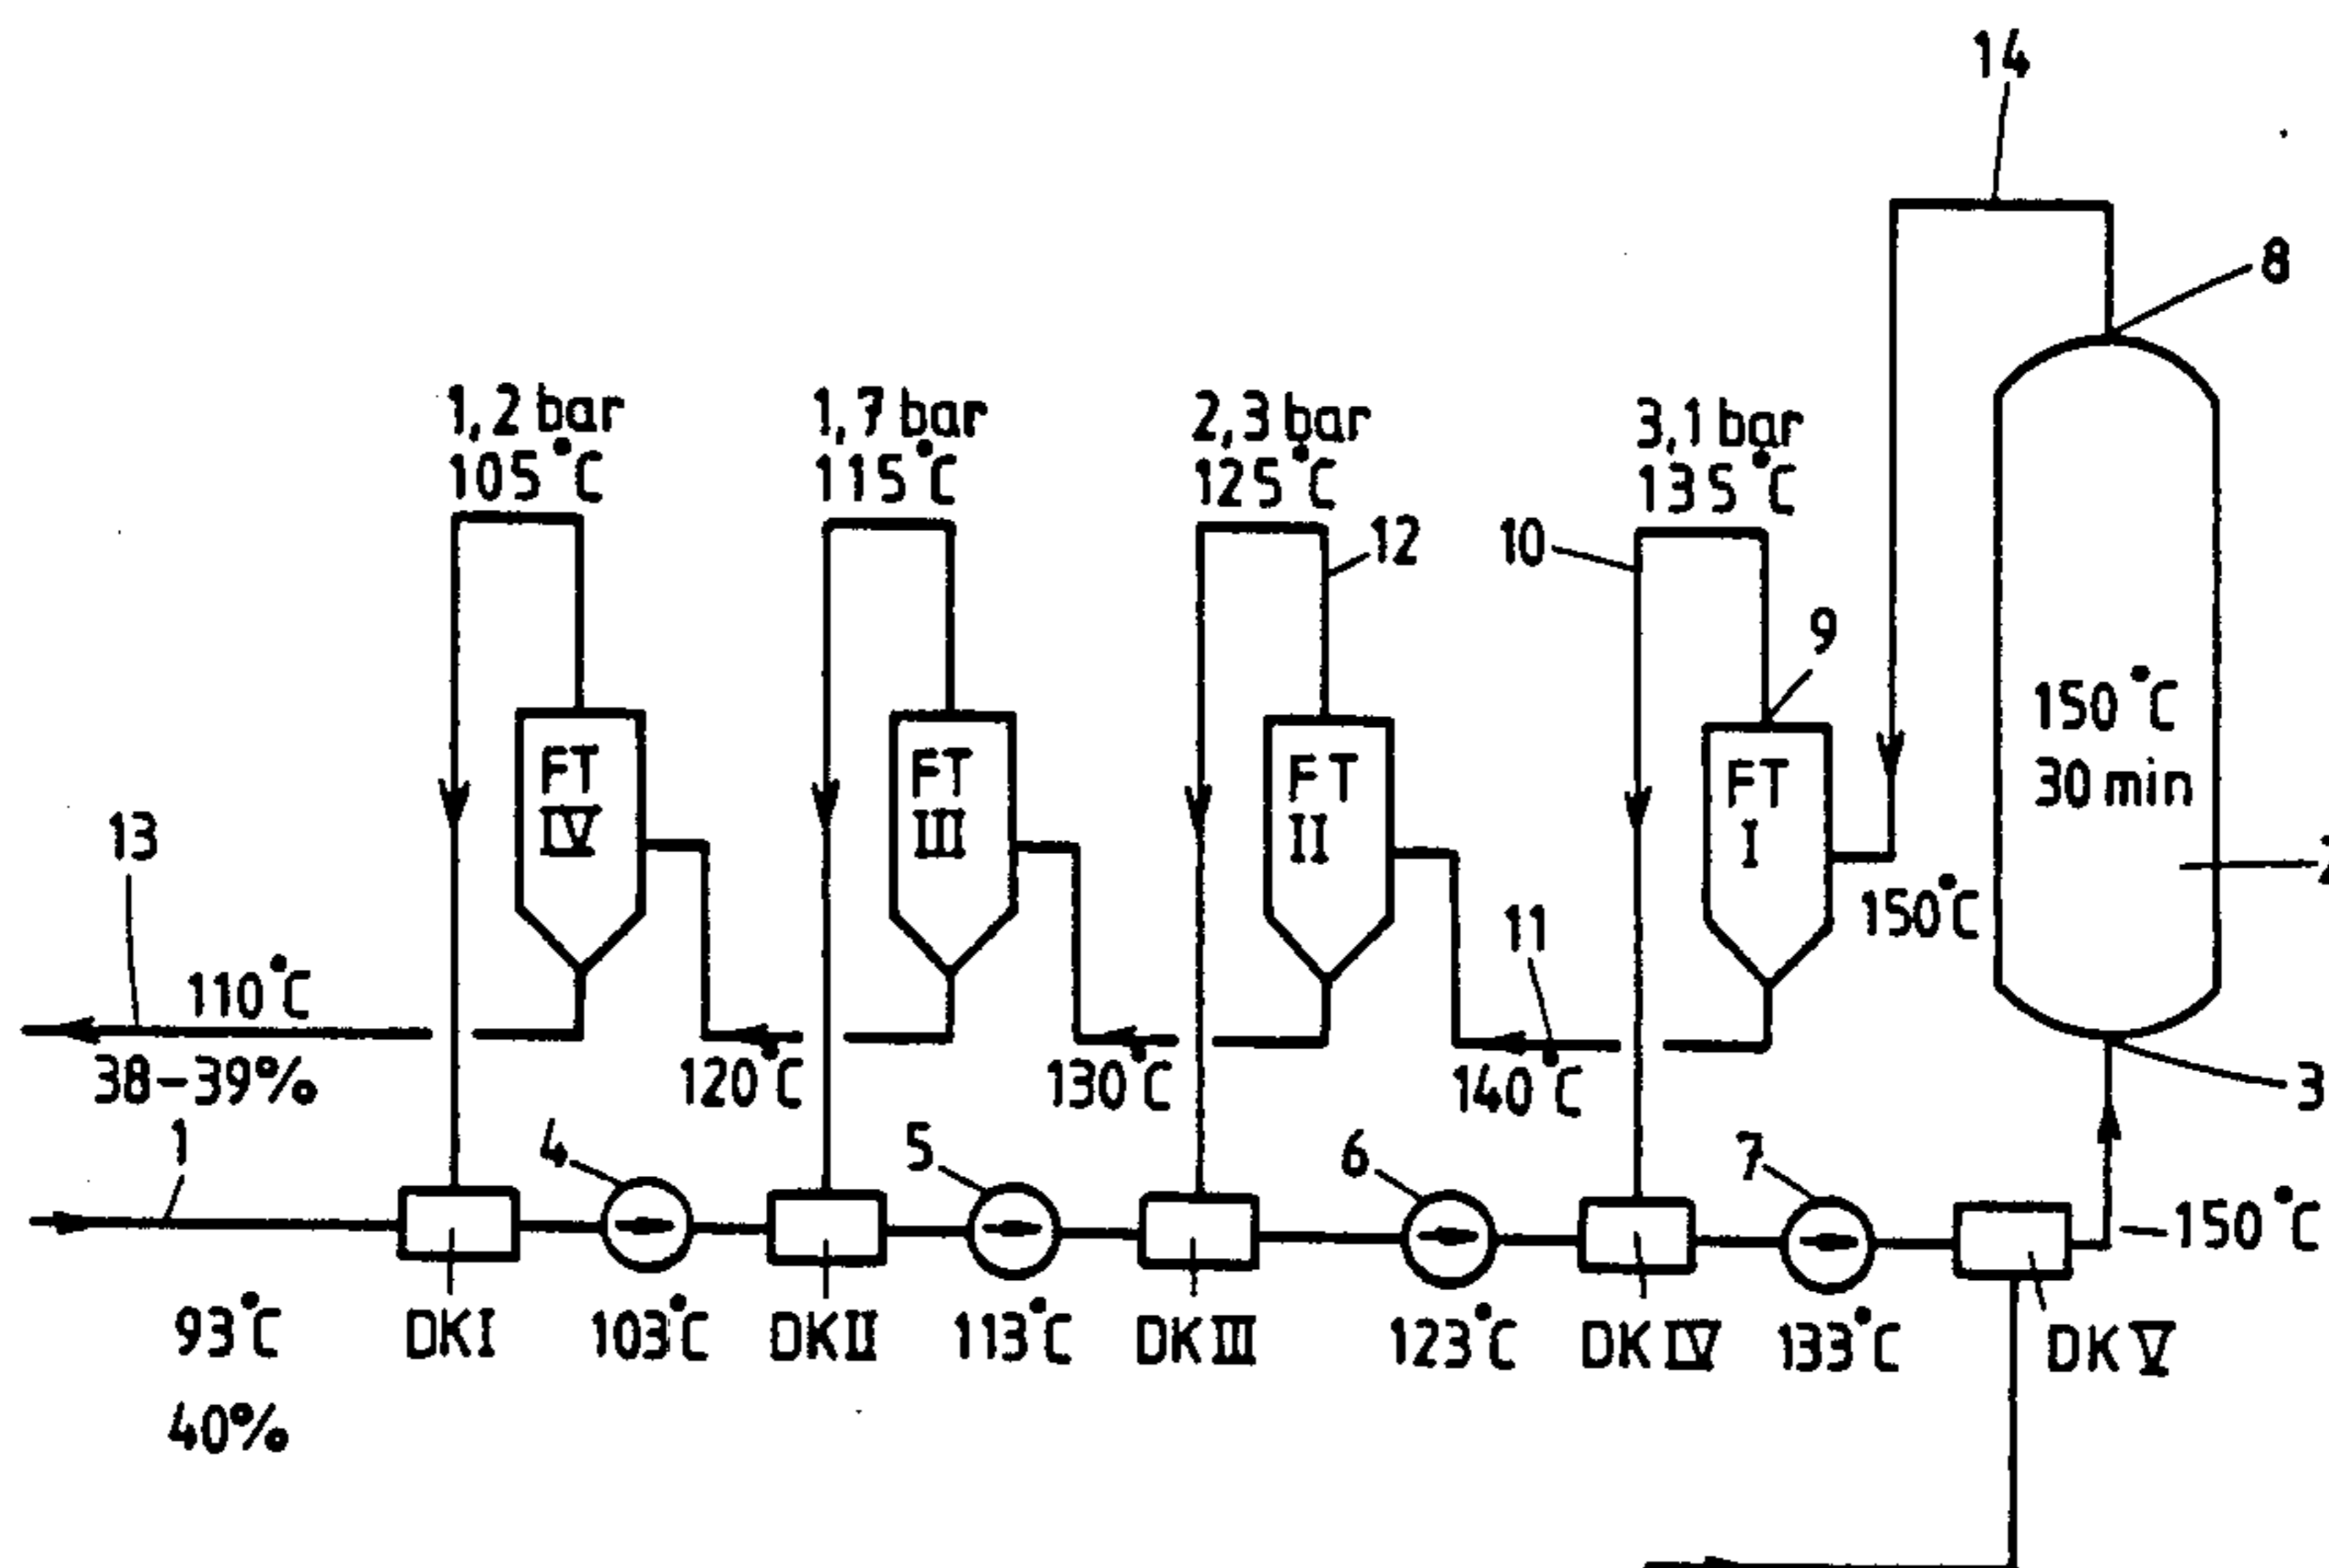 14
8
1,2 bar
105°C
1,7 bar
115°C
2,3 bar
125°C
3,1 bar
135°C
12
10
9
FT
IV
FT
III
FT
II
FT
I
150°C
30 min
13
11
150°C
110°C
38–39%
120°C
130°C
140°C
3
1
4
5
6
7
150°C
93°C
DKI
103°C
DKII
113°C
DKIII
123°C
DKIV
133°C
DKV
40%